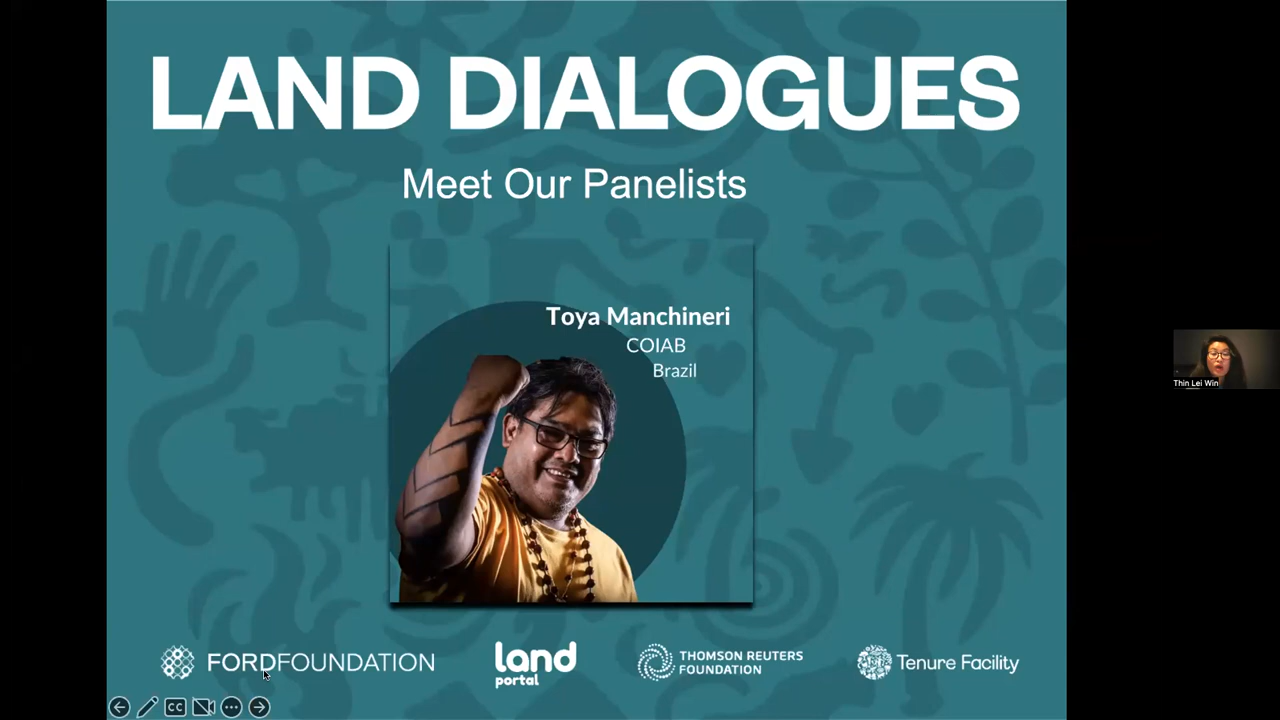 LAND DIALOGUES
Meet Our Panelists
Toya Manchineri
COIAB
Brazil
Thin Lei Win
FORDFOUNDATION
land
portal
THOMSON REUTERS
FOUNDATION
Tenure Facility
CC